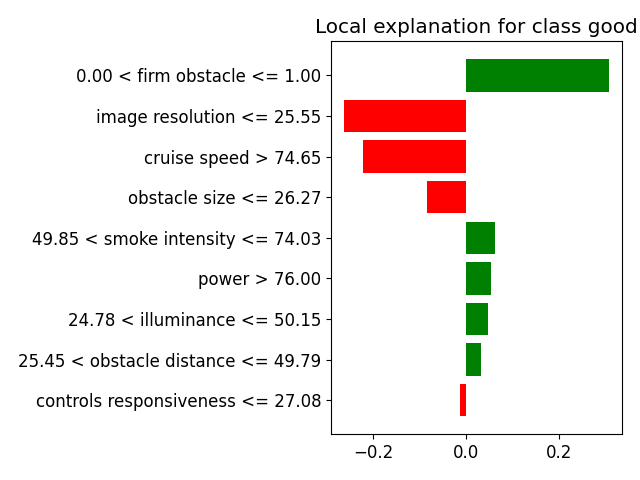 Local explanation for class good
0.00 < firm obstacle <= 1.00
image resolution <= 25.55
cruise speed > 74.65
obstacle size <= 26.27
49.85 < smoke intensity <= 74.03
power > 76.00
24.78 < illuminance <= 50.15
25.45 < obstacle distance <= 49.79
controls responsiveness <= 27.08
−0.2 0.0 0.2